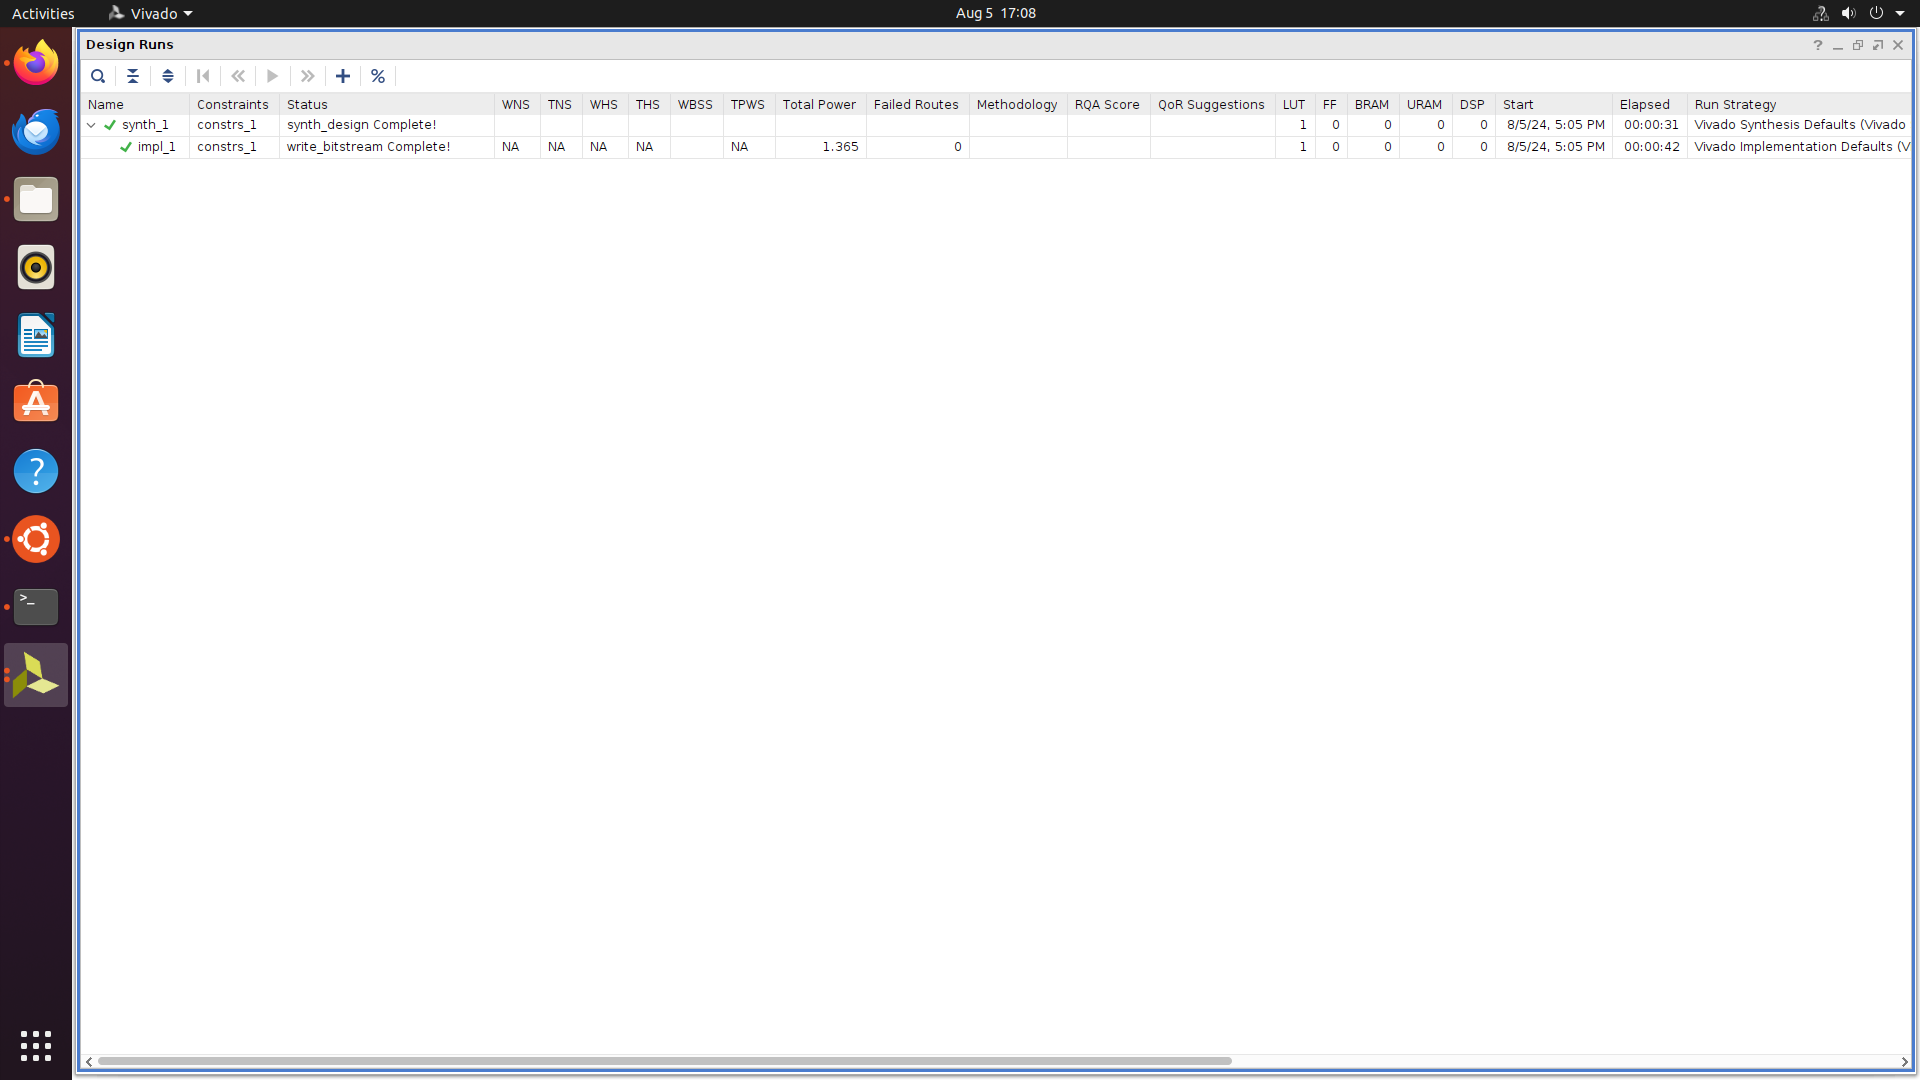 Activities Vivado Aug 5 17:08
Design Runs
Name Constraints Status WNS TNS WHS THS WBSS TPWS Total Power Failed Routes Methodology RQA Score QoR Suggestions LUT FF BRAM URAM DSP Start Elapsed Run Strategy
synth_1 constrs_1 synth_design Complete! 1 0 0 0 0 8/5/24, 5:05 PM 00:00:31 Vivado Synthesis Defaults (Vivado
impl_1 constrs_1 write_bitstream Complete! NA NA NA NA NA 1.365 0 1 0 0 0 0 8/5/24, 5:05 PM 00:00:42 Vivado Implementation Defaults (V